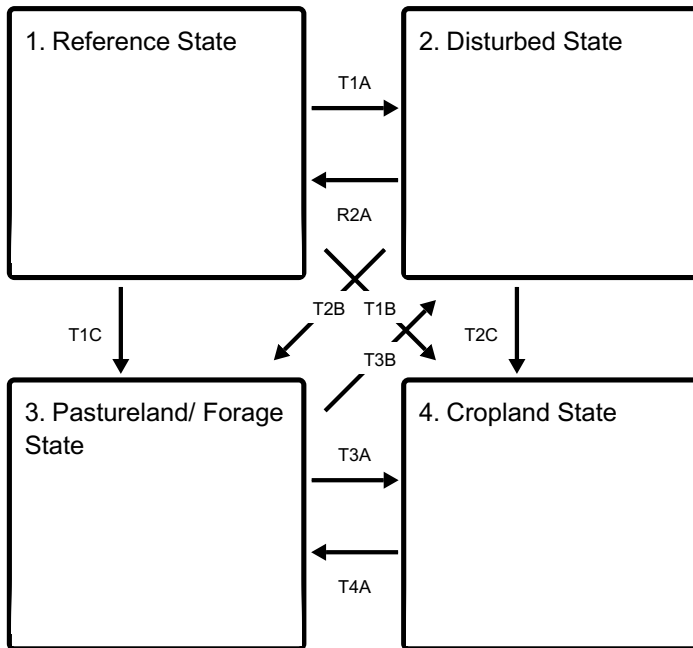 1. Reference State
2. Disturbed State
T1A
R2A
T2B
T1B
T1C
T3B
T2C
3. Pastureland/ Forage
State
4. Cropland State
T3A
T4A